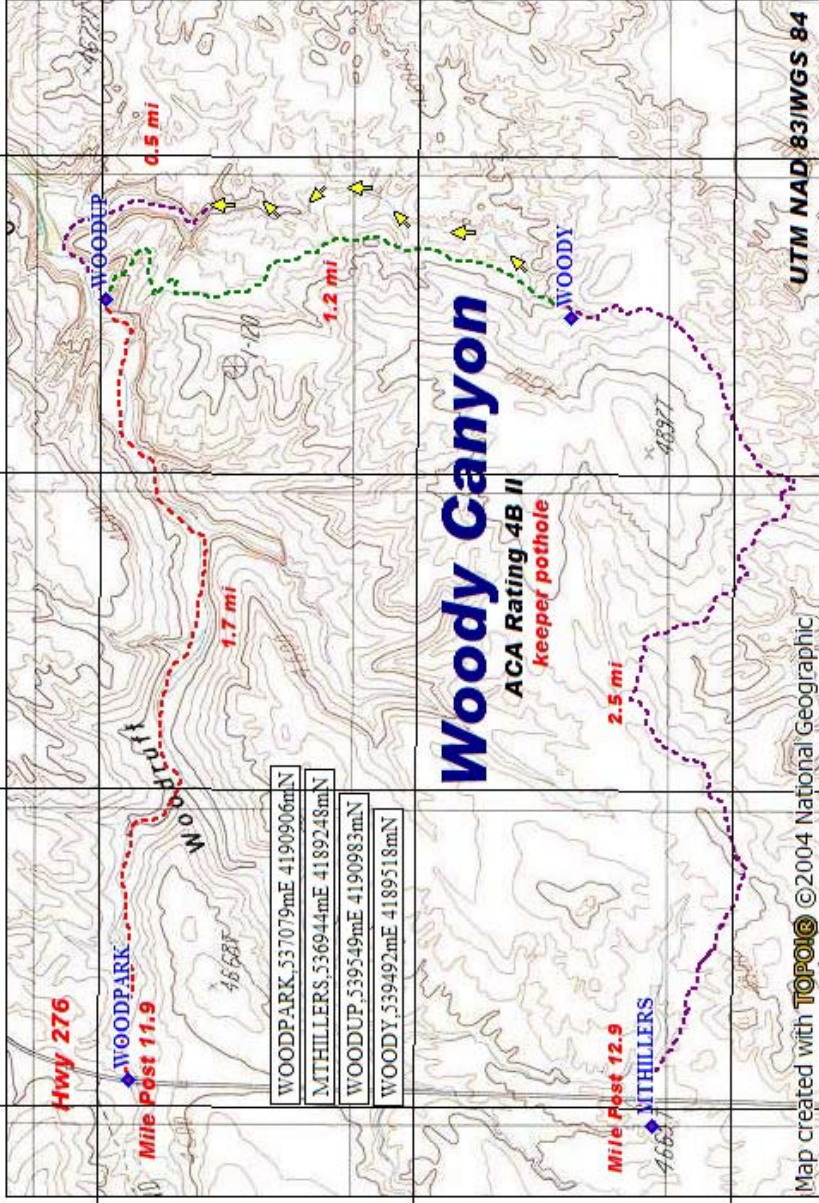 Hwy 276
WOODPARK
Mile Post 11.9
4668T
Woodruff
1.7 mi
WOODUP
0.5 mi
1.2 mi
WOODPARK,537079mE 4190906mN
MTHILLERS,536944mE 4189248mN
WOODUP,539549mE 4190983mN
WOODY,539492mE 4189518mN
Woody Canyon
ACA Rating 4B II
keeper pothole
WOODY
4897T
2.5 mi
Mile Post 12.9
MTHILLERS
Map created with TOPO!® ©2004 National Geographic
UTM NAD 83/WGS 84